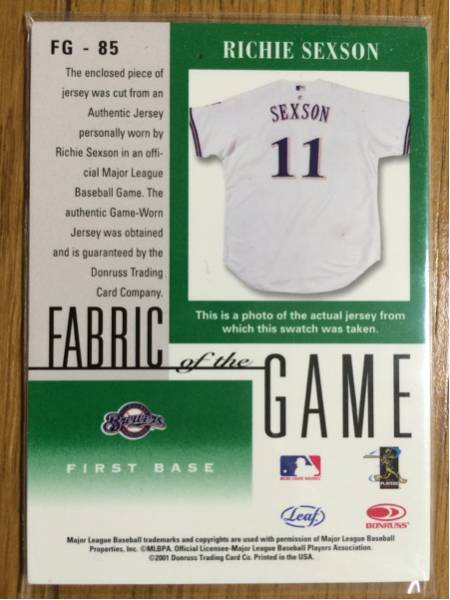 FG - 85
RICHIE SEXSON
The enclosed piece of
jersey was cut from an
Authentic Jersey
personally worn by
Richie Sexson in an offi-
cial Major League
Baseball Game. The
authentic Game-Worn
Jersey was obtained
and is guaranteed by the
Donruss Trading
Card Company.
SEXSON
11
This is a photo of the actual jersey from
which this swatch was taken.
FABRIC
of the
GAME
Brewers
FIRST BASE
MAJOR LEAGUE BASEBALL
PLAYERS
Leaf
DONRUSS
Major League Baseball trademarks and copyrights are used with permission of Major League Baseball
Properties, Inc. ©MLBPA. Official Licensee-Major League Baseball Players Association.
©2001 Donruss Trading Card Co. Printed in the USA.